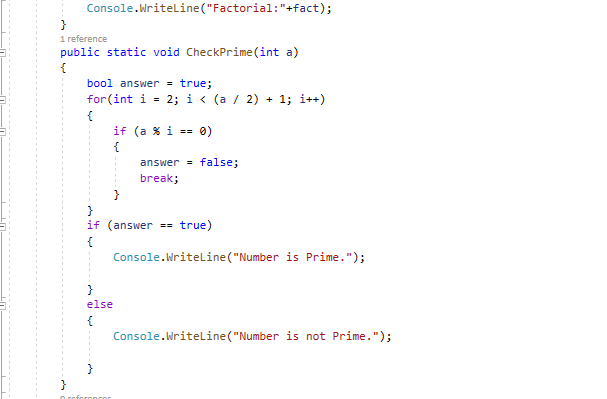 Console.WriteLine("Factorial:"+fact);
}
1 reference
public static void CheckPrime(int a)
{
bool answer = true;
for(int i = 2; i < (a / 2) + 1; i++)
{
if (a % i == 0)
{
answer = false;
break;
}
}
if (answer == true)
{
Console.WriteLine("Number is Prime.");
}
else
{
Console.WriteLine("Number is not Prime.");
}
}